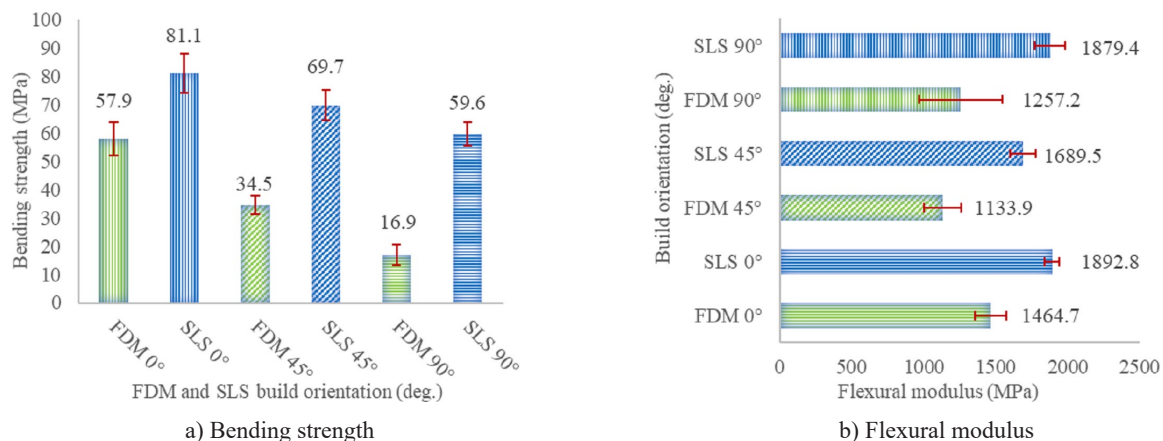 Bending strength (MPa)
100
90
80
70
60
50
40
30
20
10
0
57.9
81.1
34.5
69.7
16.9
59.6
FDM 0°
SLS 0°
FDM 45°
SLS 45°
FDM 90°
SLS 90°
FDM and SLS build orientation (deg.)
a) Bending strength
Build orientation (deg.)
SLS 90°
1879.4
FDM 90°
1257.2
SLS 45°
1689.5
FDM 45°
1133.9
SLS 0°
1892.8
FDM 0°
1464.7
0
500
1000
1500
2000
2500
Flexural modulus (MPa)
b) Flexural modulus